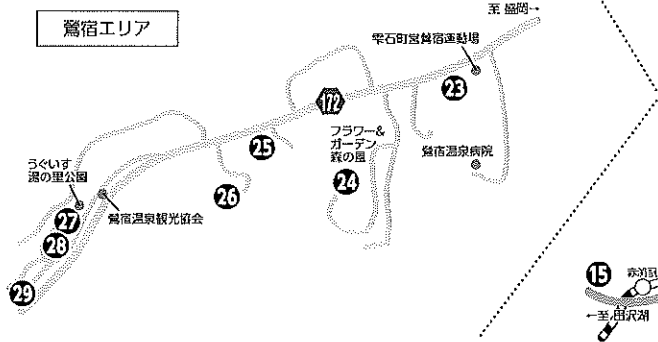 至 盛岡→
鶯宿エリア
雫石町営鶯宿運動場
23
172
フラワー&
ガーデン
森の風
25
鶯宿温泉病院
うぐいす
湯の里公園
24
26
27
鶯宿温泉観光協会
28
15
29
←至 田沢湖